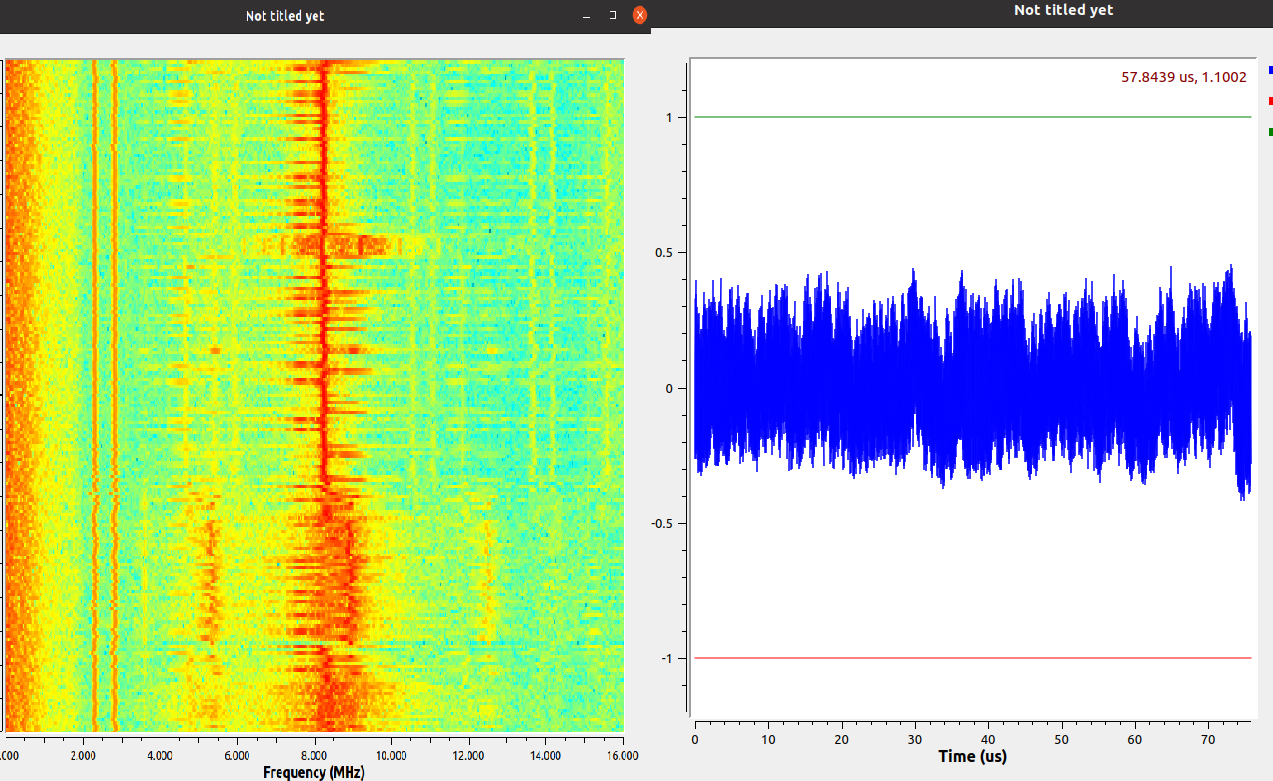 Not titled yet
.000 2.000 4.000 6.000 8.000 10.000 12.000 14.000 16.000
Frequency (MHz)
Not titled yet
57.8439 us, 1.1002
1
0.5
0
-0.5
-1
0 10 20 30 40 50 60 70
Time (us)